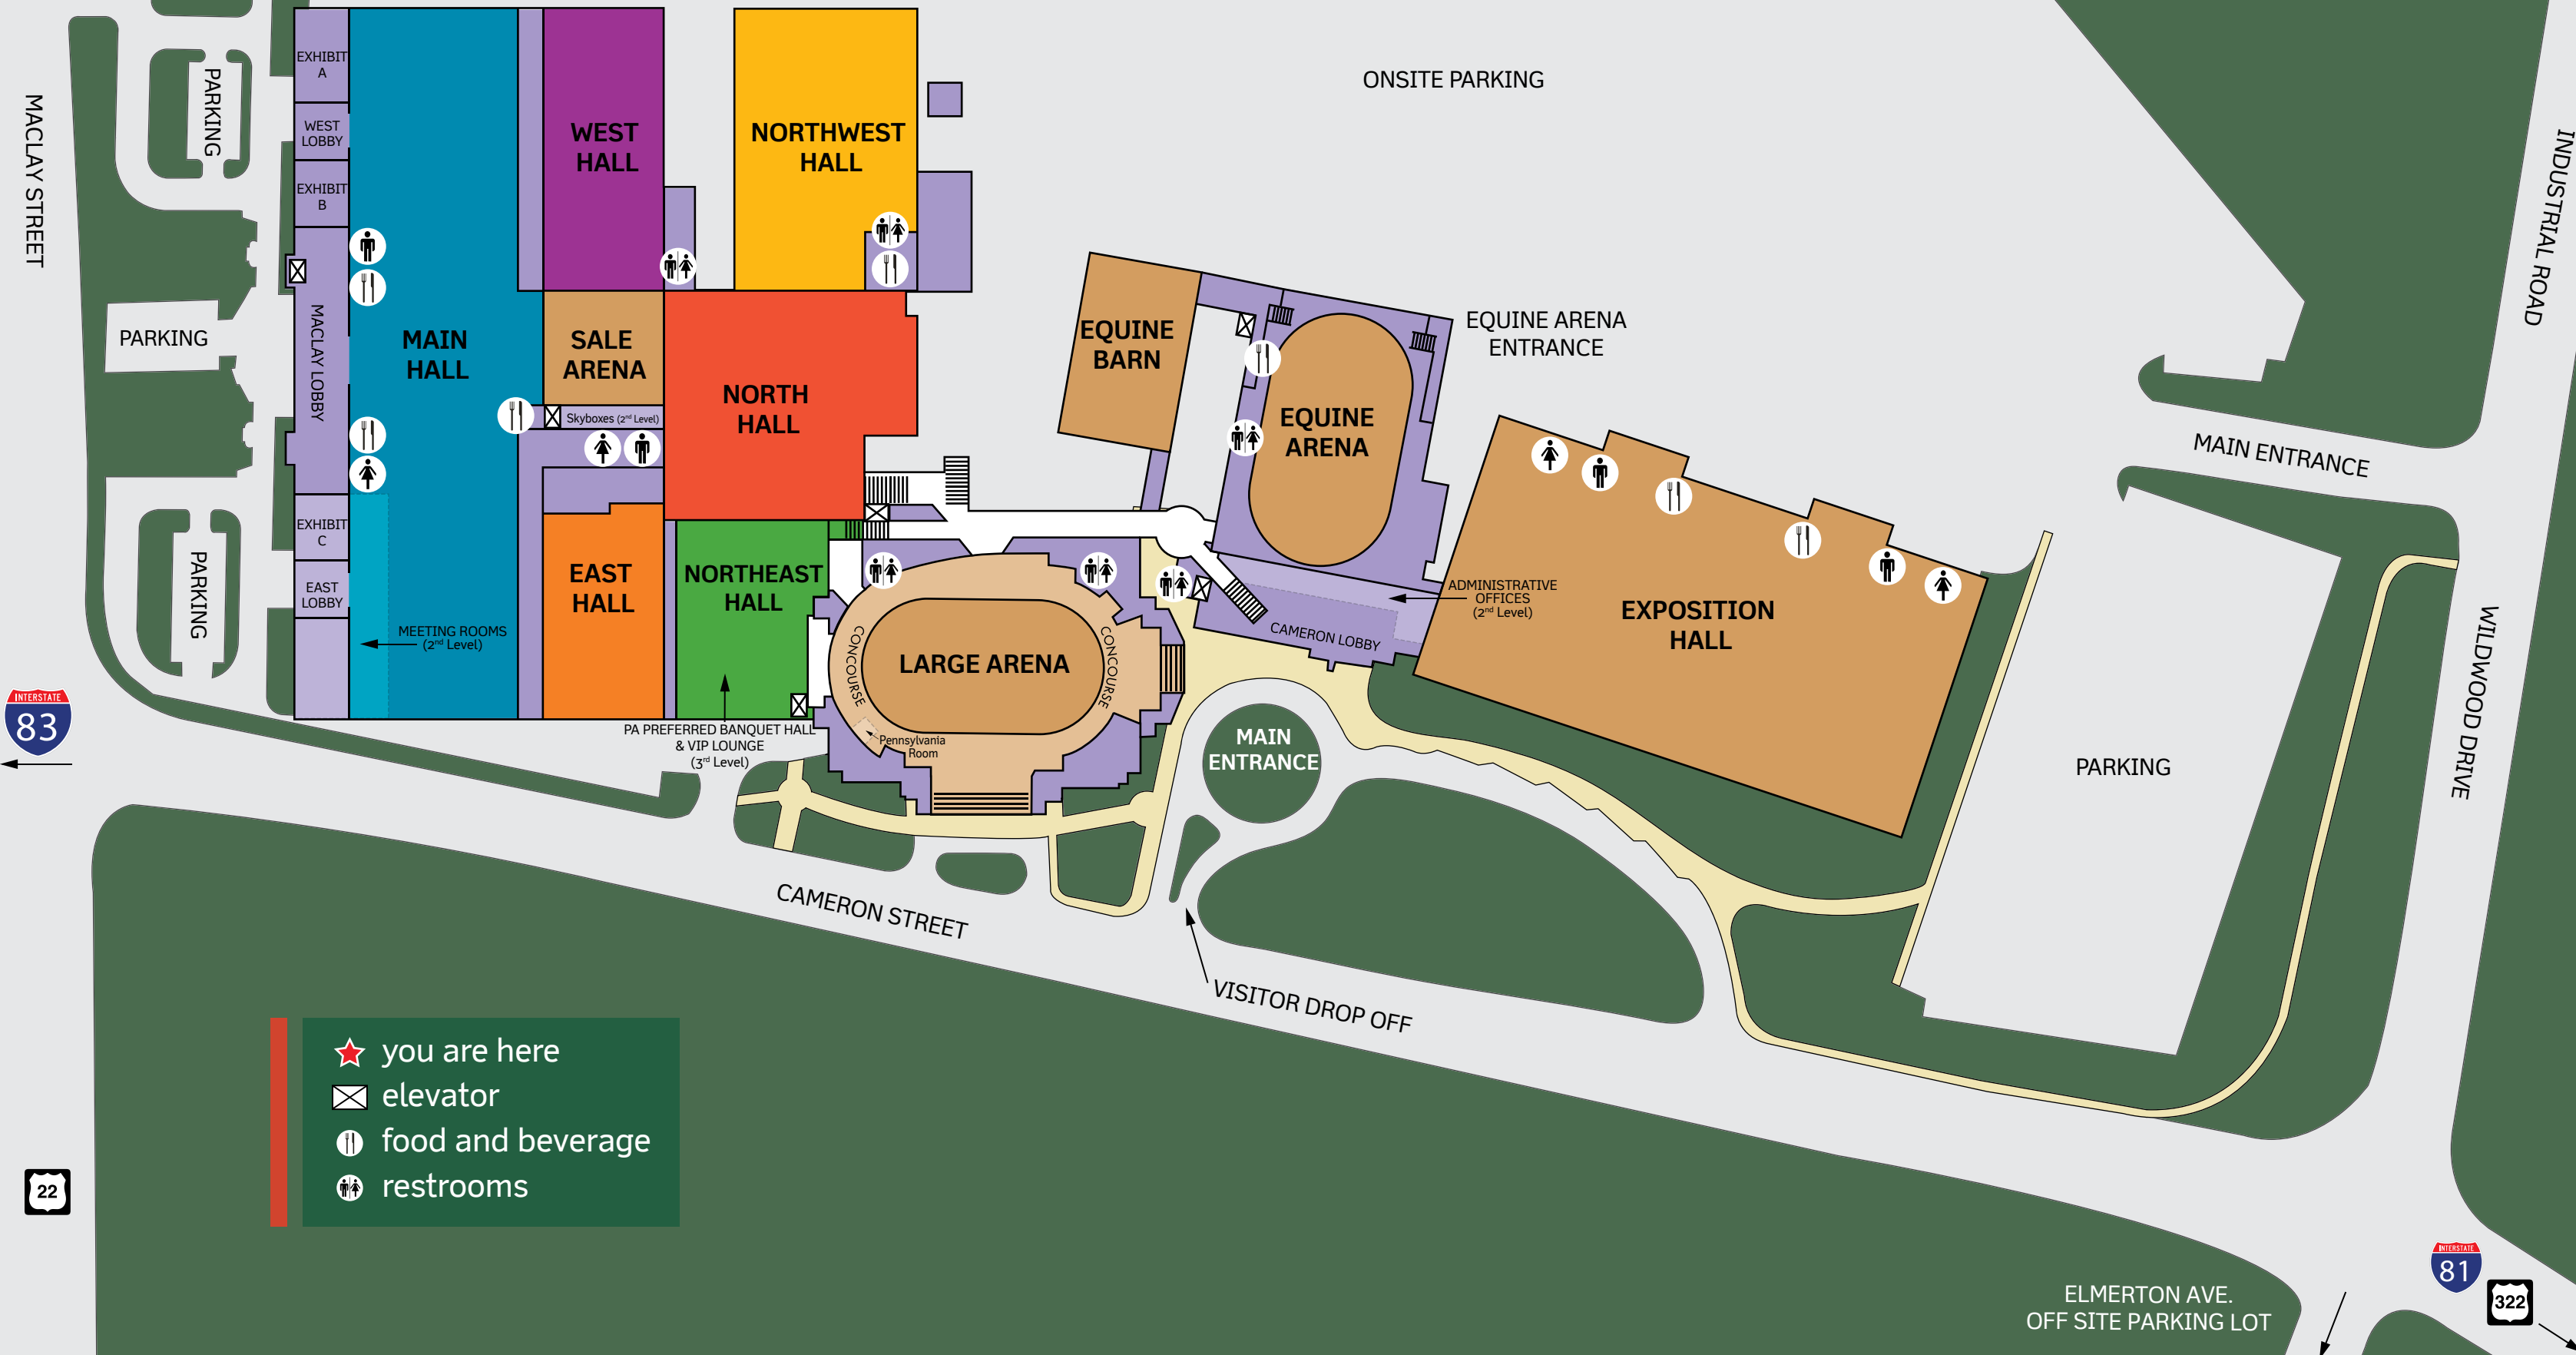 MACLAY STREET
PARKING
PARKING
PARKING
EXHIBIT
A
WEST
LOBBY
EXHIBIT
B
MACLAY LOBBY
EXHIBIT
C
EAST
LOBBY
MAIN
HALL
MEETING ROOMS
(2nd Level)
WEST
HALL
SALE
ARENA
Skyboxes (2nd Level)
EAST
HALL
NORTHWEST
HALL
NORTH
HALL
NORTHEAST
HALL
PA PREFERRED BANQUET HALL
& VIP LOUNGE
(3rd Level)
CONCOURSE
LARGE ARENA
CONCOURSE
Pennsylvania
Room
ONSITE PARKING
EQUINE
BARN
EQUINE
ARENA
EQUINE ARENA
ENTRANCE
ADMINISTRATIVE
OFFICES
(2nd Level)
CAMERON LOBBY
EXPOSITION
HALL
MAIN
ENTRANCE
MAIN ENTRANCE
INDUSTRIAL ROAD
WILDWOOD DRIVE
PARKING
CAMERON STREET
VISITOR DROP OFF
INTERSTATE
83
22
you are here
elevator
food and beverage
restrooms
INTERSTATE
81
322
ELMERTON AVE.
OFF SITE PARKING LOT